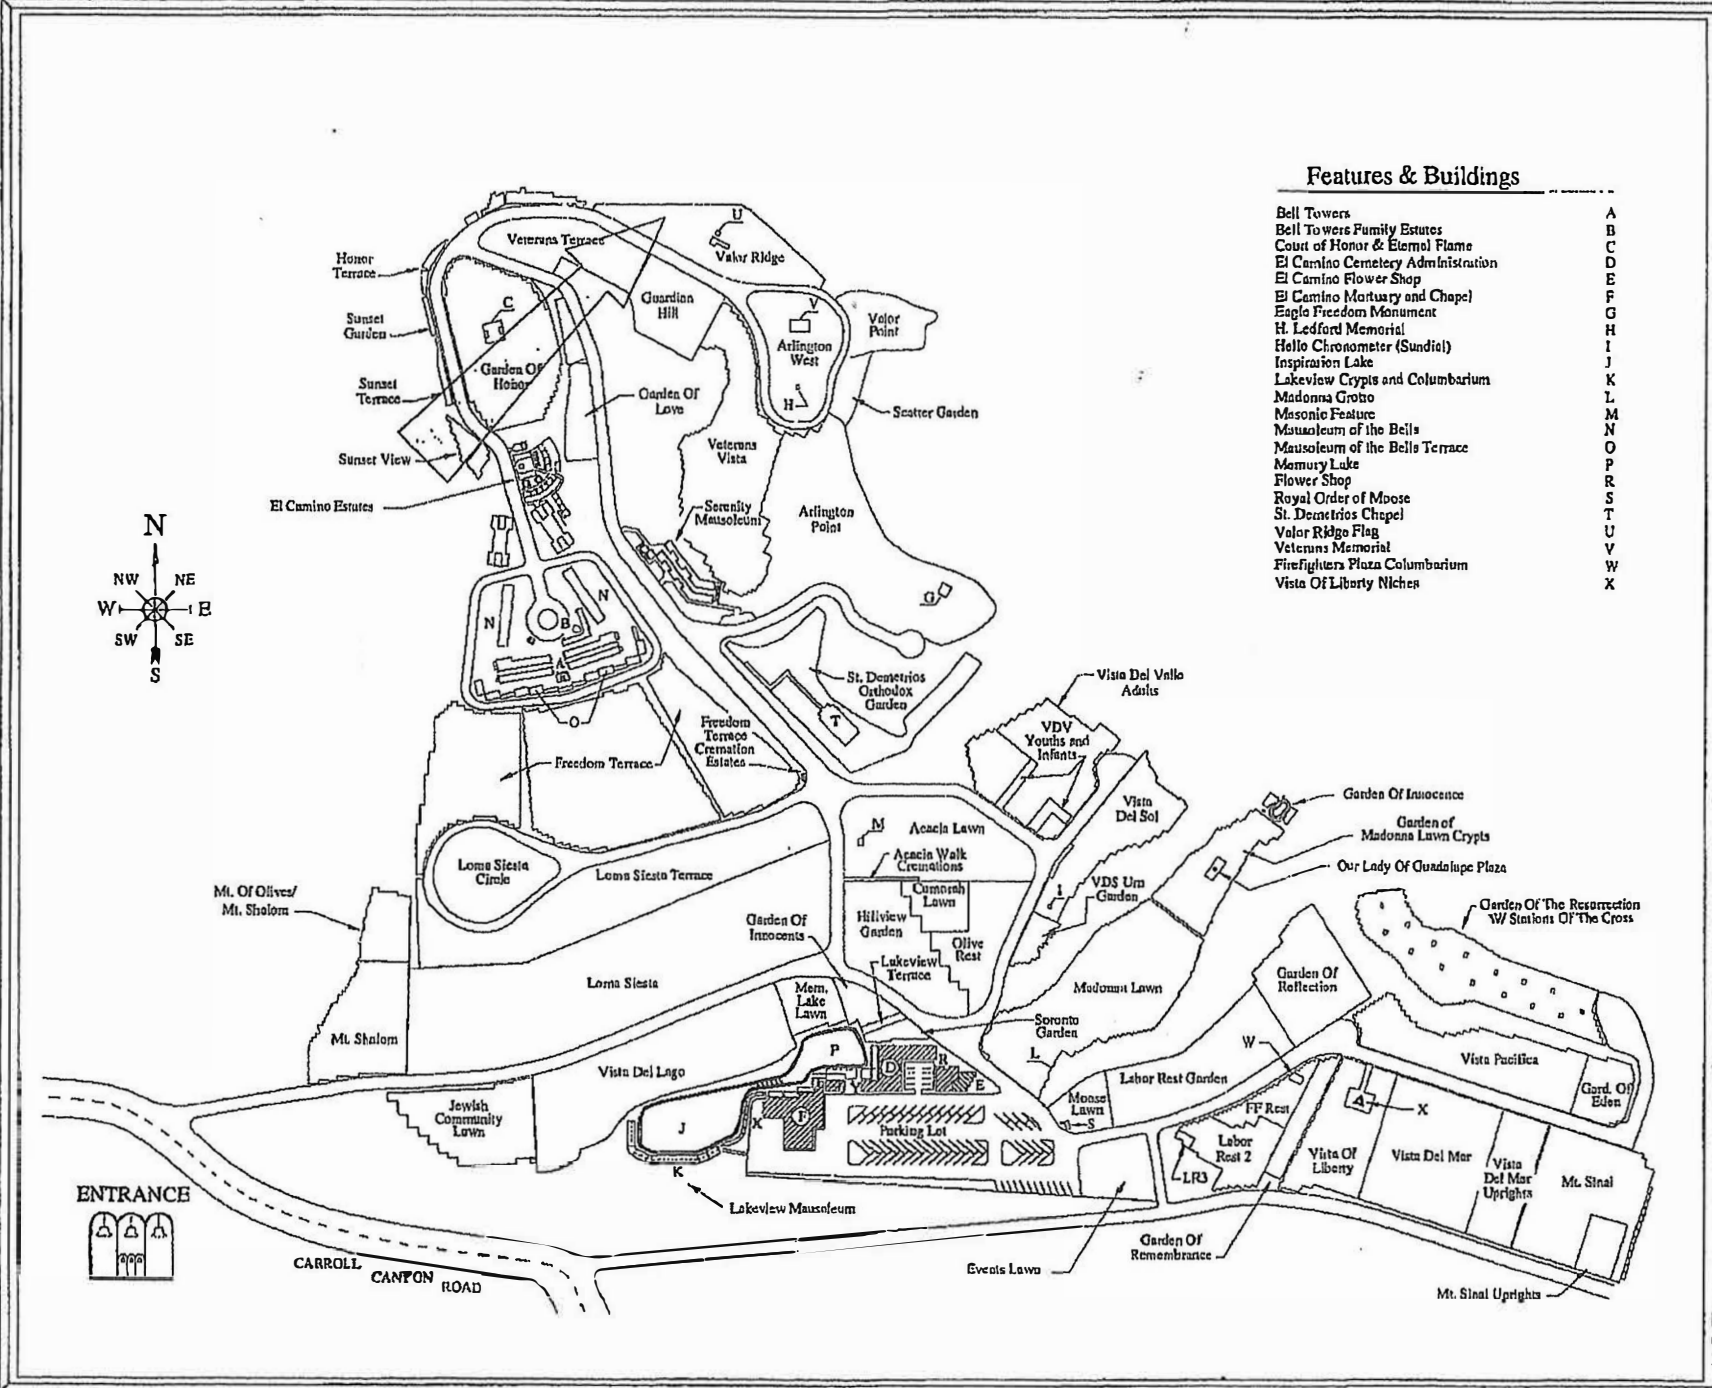 Features & Buildings
Bell Towers A
Bell Towers Family Estates B
Court of Honor & Eternal Flame C
El Camino Cemetery Administration D
El Camino Flower Shop E
El Camino Mortuary and Chapel F
Eagle Freedom Monument G
H. Ledford Memorial H
Hello Chronometer (Sundial) I
Inspiration Lake J
Lakeview Crypts and Columbarium K
Madonna Grotto L
Masonic Feature M
Mausoleum of the Bells N
Mausoleum of the Bells Terrace O
Memory Lake P
Flower Shop R
Royal Order of Moose S
St. Demetrios Chapel T
Valor Ridge Flag U
Veterans Memorial V
Firefighters Plaza Columbarium W
Vista Of Liberty Niches X
U
Veterans Terrace
Valor Ridge
Honor
Terrace
C
Guardian
Hill
V
Valor
Point
Sunset
Garden
Arlington
West
Garden Of
Honor
Sunset
Terrace
Garden Of
Love
H
Scatter Garden
Sunset View
Veterans
Vista
El Camino Estates
Serenity
Mausoleum
Arlington
Point
N
NW NE
W E
SW SE
S
N
N
B
A
G
O
St. Demetrios
Orthodox
Garden
T
Vista Del Valle
Adults
Freedom
Terrace
Cremation
Estates
VDV
Youths and
Infants
Freedom Terrace
Vista
Del Sol
Garden Of Innocence
M
Acacia Lawn
Garden of
Madonna Lawn Crypts
Acacia Walk
Cremations
Loma Siesta
Circle
Loma Siesta Terrace
Our Lady Of Guadalupe Plaza
Cumorah
Lawn
I
VDS Urn
Garden
Mt. Of Olives/
Mt. Shalom
Garden Of The Resurrection
W/ Stations Of The Cross
Garden Of
Innocents
Hillview
Garden
Olive
Rest
Lakeview
Terrace
Loma Siesta
Mem.
Lake
Lawn
Madonna Lawn
Garden Of
Reflection
Soronto
Garden
Mt. Shalom
P
R
L
W
Vista Pacifica
D
Vista Del Lago
Y
E
Labor Rest Garden
Gard. Of
Eden
Jewish
Community
Lawn
Moose
Lawn
S
FF Rest
X
J
X
F
Parking Lot
Labor
Rest 2
LR3
Vista Of
Liberty
Vista Del Mar
Vista
Del Mar
Uprights
Mt. Sinai
K
Lakeview Mausoleum
ENTRANCE
Garden Of
Remembrance
Events Lawn
CARROLL CANYON ROAD
Mt. Sinai Uprights